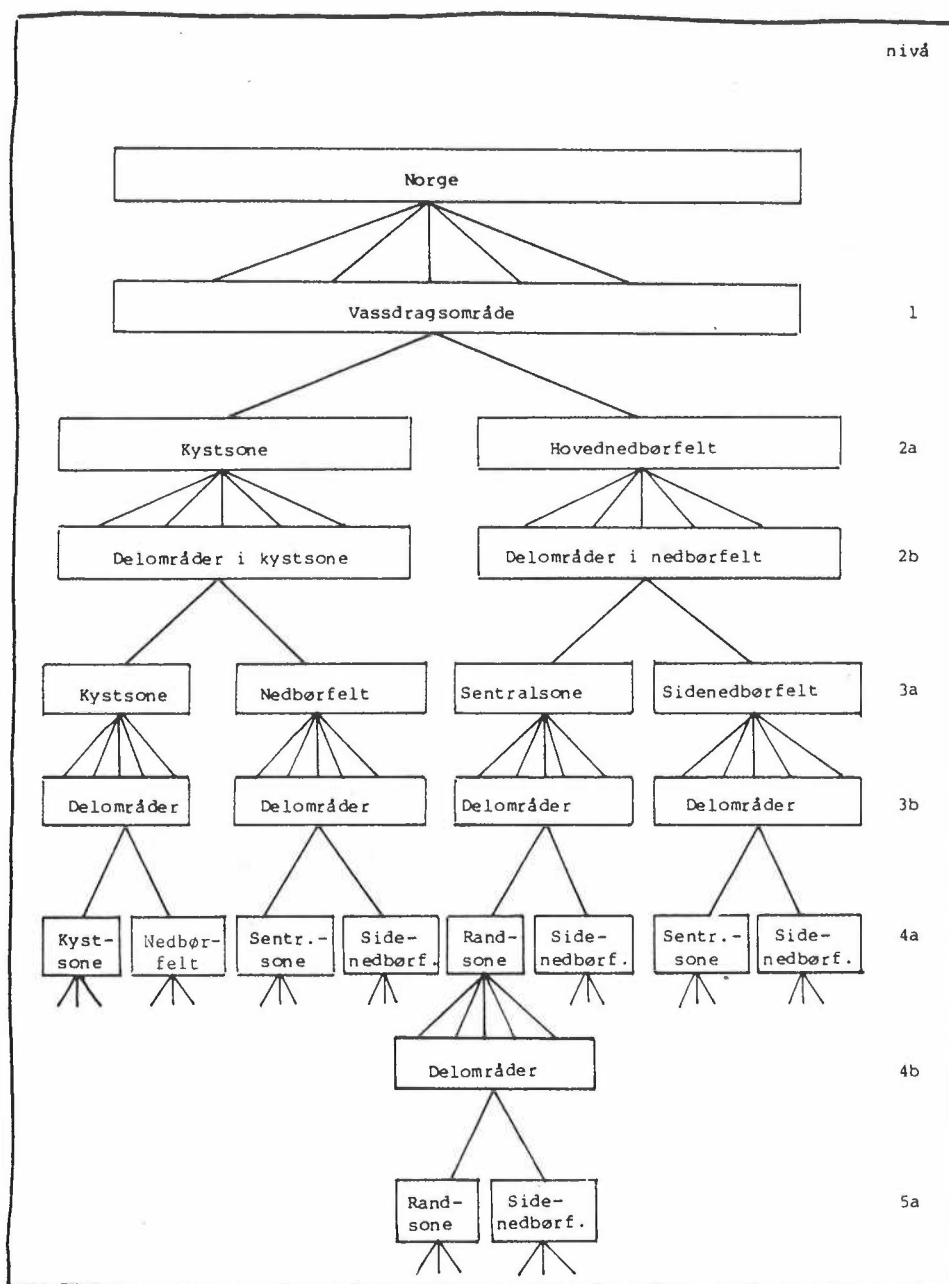 nivå
Norge
Vassdragsområde 1
Kystsone Hovednedbørfelt 2a
Delområder i kystsone Delområder i nedbørfelt 2b
Kystsone Nedbørfelt Sentralsone Sidenedbørfelt 3a
Delområder Delområder Delområder Delområder 3b
Kyst- Nedbør- Sentr.- Side- Rand- Side- Sentr.- Side- 4a
sone felt sone nedbørf. sone nedbørf. sone nedbørf.
Delområder 4b
Rand- Side- 5a
sone nedbørf.